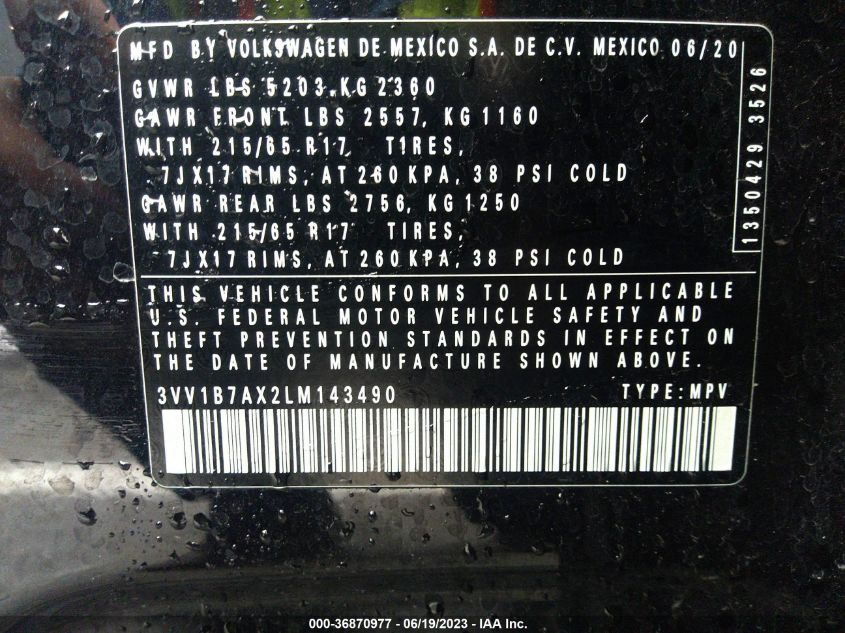 MFD BY VOLKSWAGEN DE MEXICO S.A. DE C.V. MEXICO 06/20
GVWR LBS 5203, KG 2360
GAWR FRONT LBS 2557, KG 1160
WITH 215/65 R17 TIRES,
7JX17 RIMS, AT 260 KPA, 38 PSI COLD
GAWR REAR LBS 2756, KG 1250
WITH 215/65 R17 TIRES,
7JX17 RIMS, AT 260 KPA, 38 PSI COLD
1350429 3526
THIS VEHICLE CONFORMS TO ALL APPLICABLE
U.S. FEDERAL MOTOR VEHICLE SAFETY AND
THEFT PREVENTION STANDARDS IN EFFECT ON
THE DATE OF MANUFACTURE SHOWN ABOVE.
3VV1B7AX2LM143490 TYPE: MPV
000-36870977 - 06/19/2023 - IAA Inc.